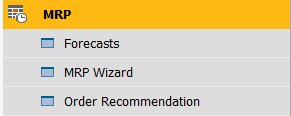 MRP
Forecasts
MRP Wizard
Order Recommendation